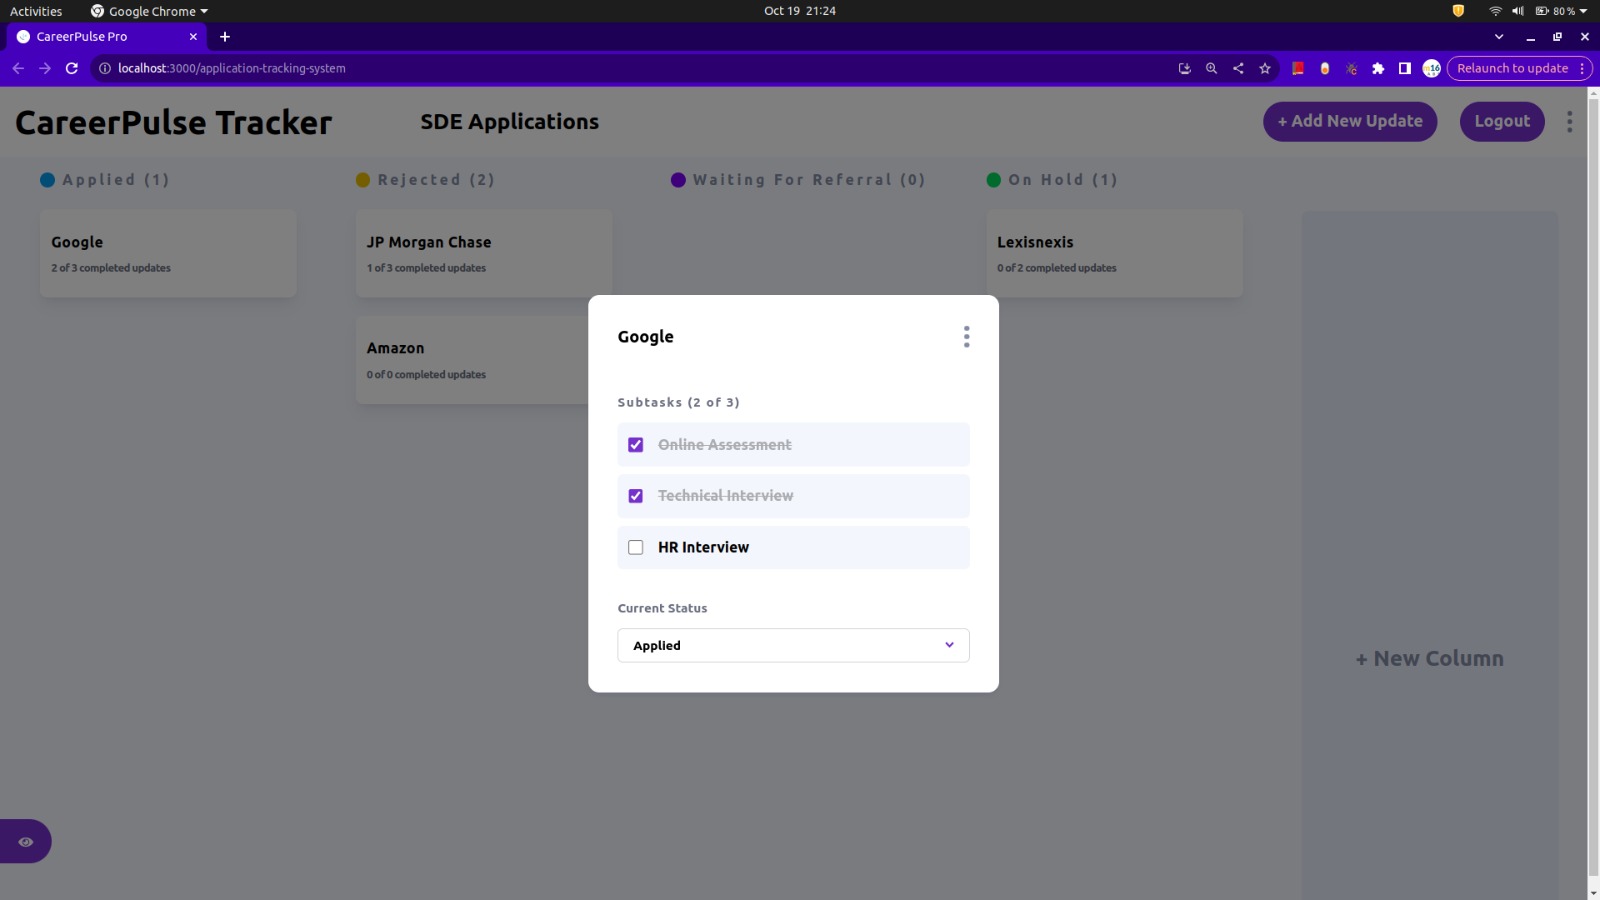 Activities
Google Chrome
Oct 19 21:24
80 %
CareerPulse Pro
localhost:3000/application-tracking-system
16
Relaunch to update
CareerPulse Tracker
SDE Applications
+ Add New Update
Logout
Applied (1)
Rejected (2)
Waiting For Referral (0)
On Hold (1)
Google
2 of 3 completed updates
JP Morgan Chase
1 of 3 completed updates
Lexisnexis
0 of 2 completed updates
Amazon
0 of 0 completed updates
Google
Subtasks (2 of 3)
Online Assessment
Technical Interview
HR Interview
Current Status
Applied
+ New Column